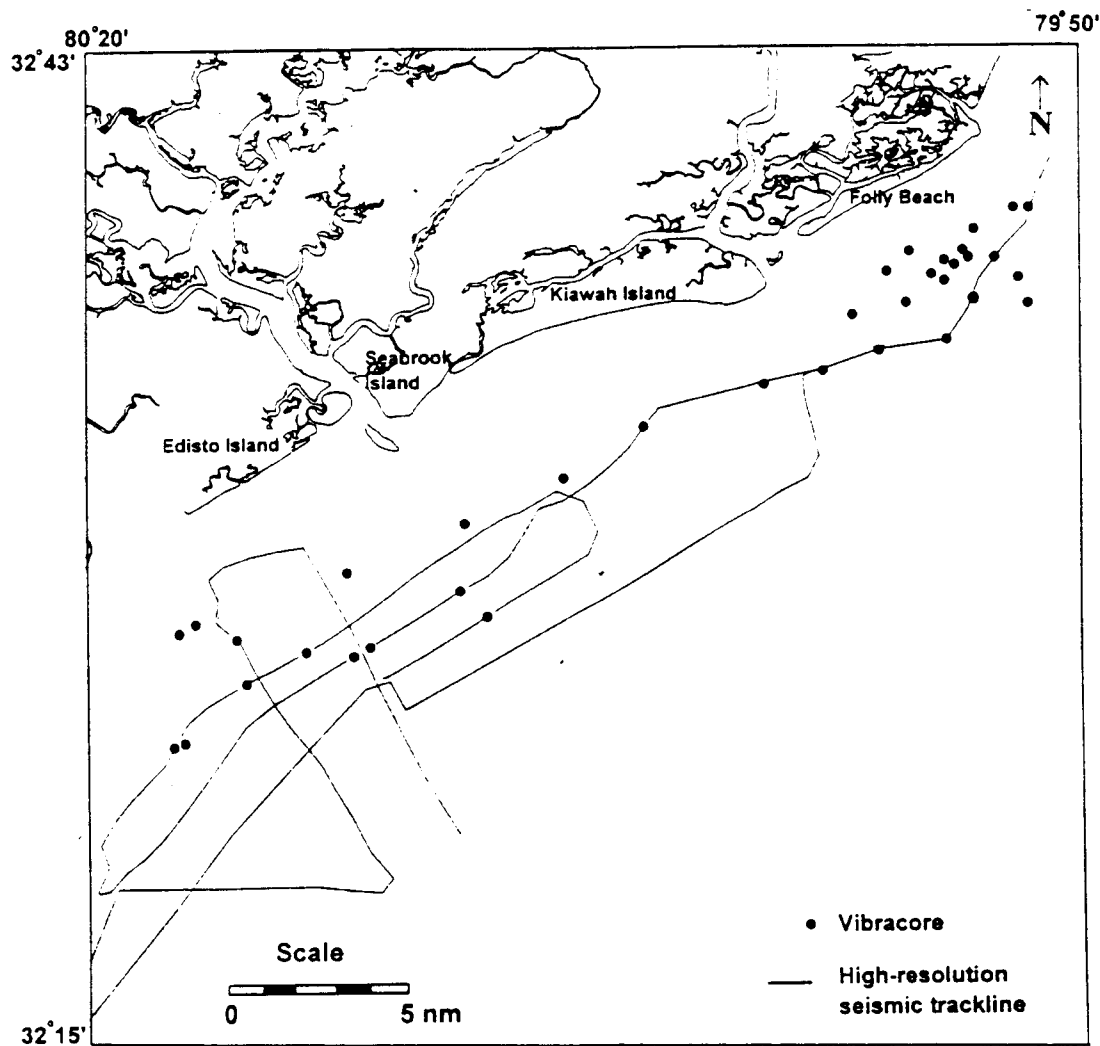 80°20'
79°50'
32°43'
N
Folly Beach
Kiawah Island
Seabrook
Island
Edisto Island
Vibracore
Scale
High-resolution
seismic trackline
0 5 nm
32°15'